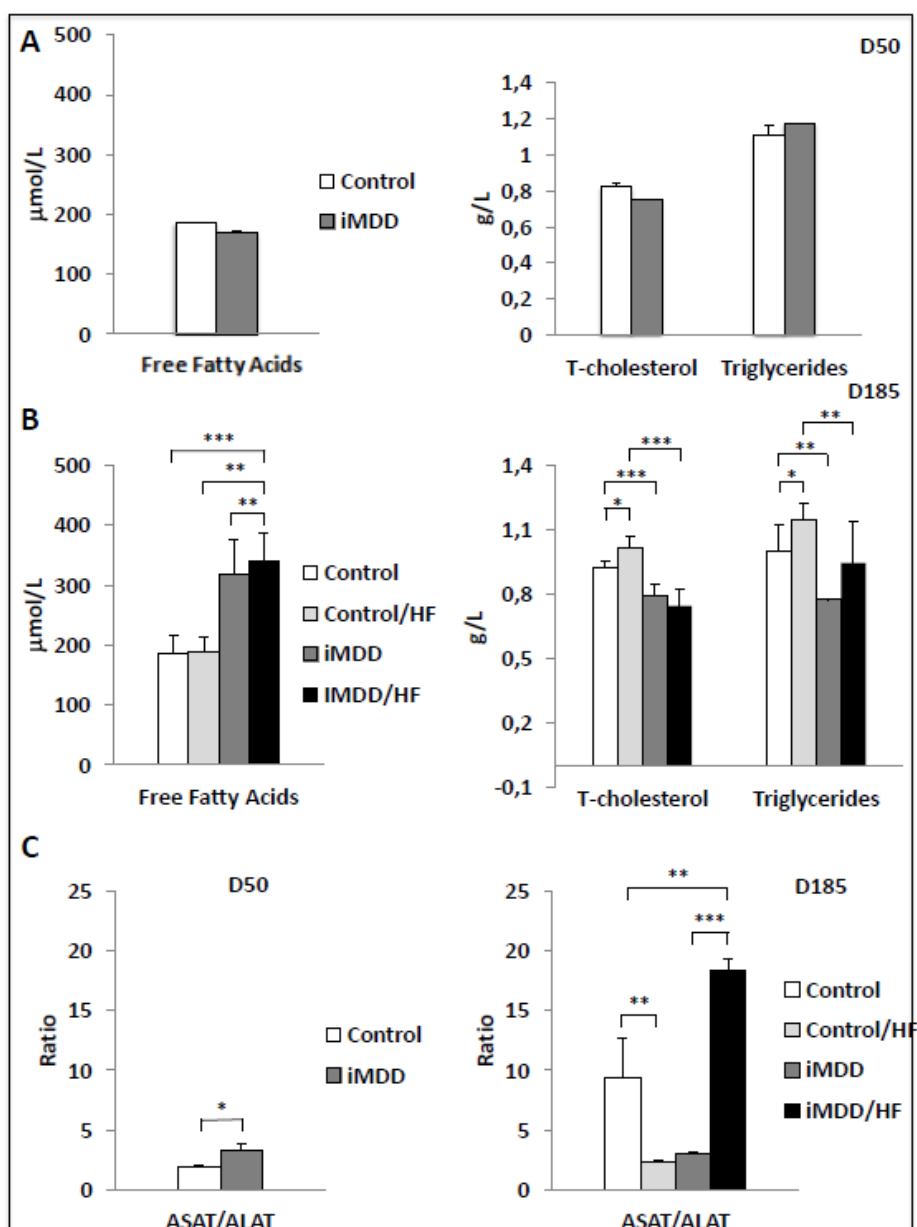 A
D50
500
400
300
200
100
0
µmol/L
Control
iMDD
Free Fatty Acids
1,4
1,2
1
0,8
0,6
0,4
0,2
0
g/L
T-cholesterol
Triglycerides
B
D185
500
400
300
200
100
0
µmol/L
***
**
**
Control
Control/HF
iMDD
IMDD/HF
Free Fatty Acids
1,4
1,1
0,8
0,5
0,2
-0,1
g/L
***
***
*
**
**
*
T-cholesterol
Triglycerides
C
D50
25
20
15
10
5
0
Ratio
*
Control
iMDD
ASAT/ALAT
D185
25
20
15
10
5
0
Ratio
**
***
**
Control
Control/HF
iMDD
iMDD/HF
ASAT/ALAT